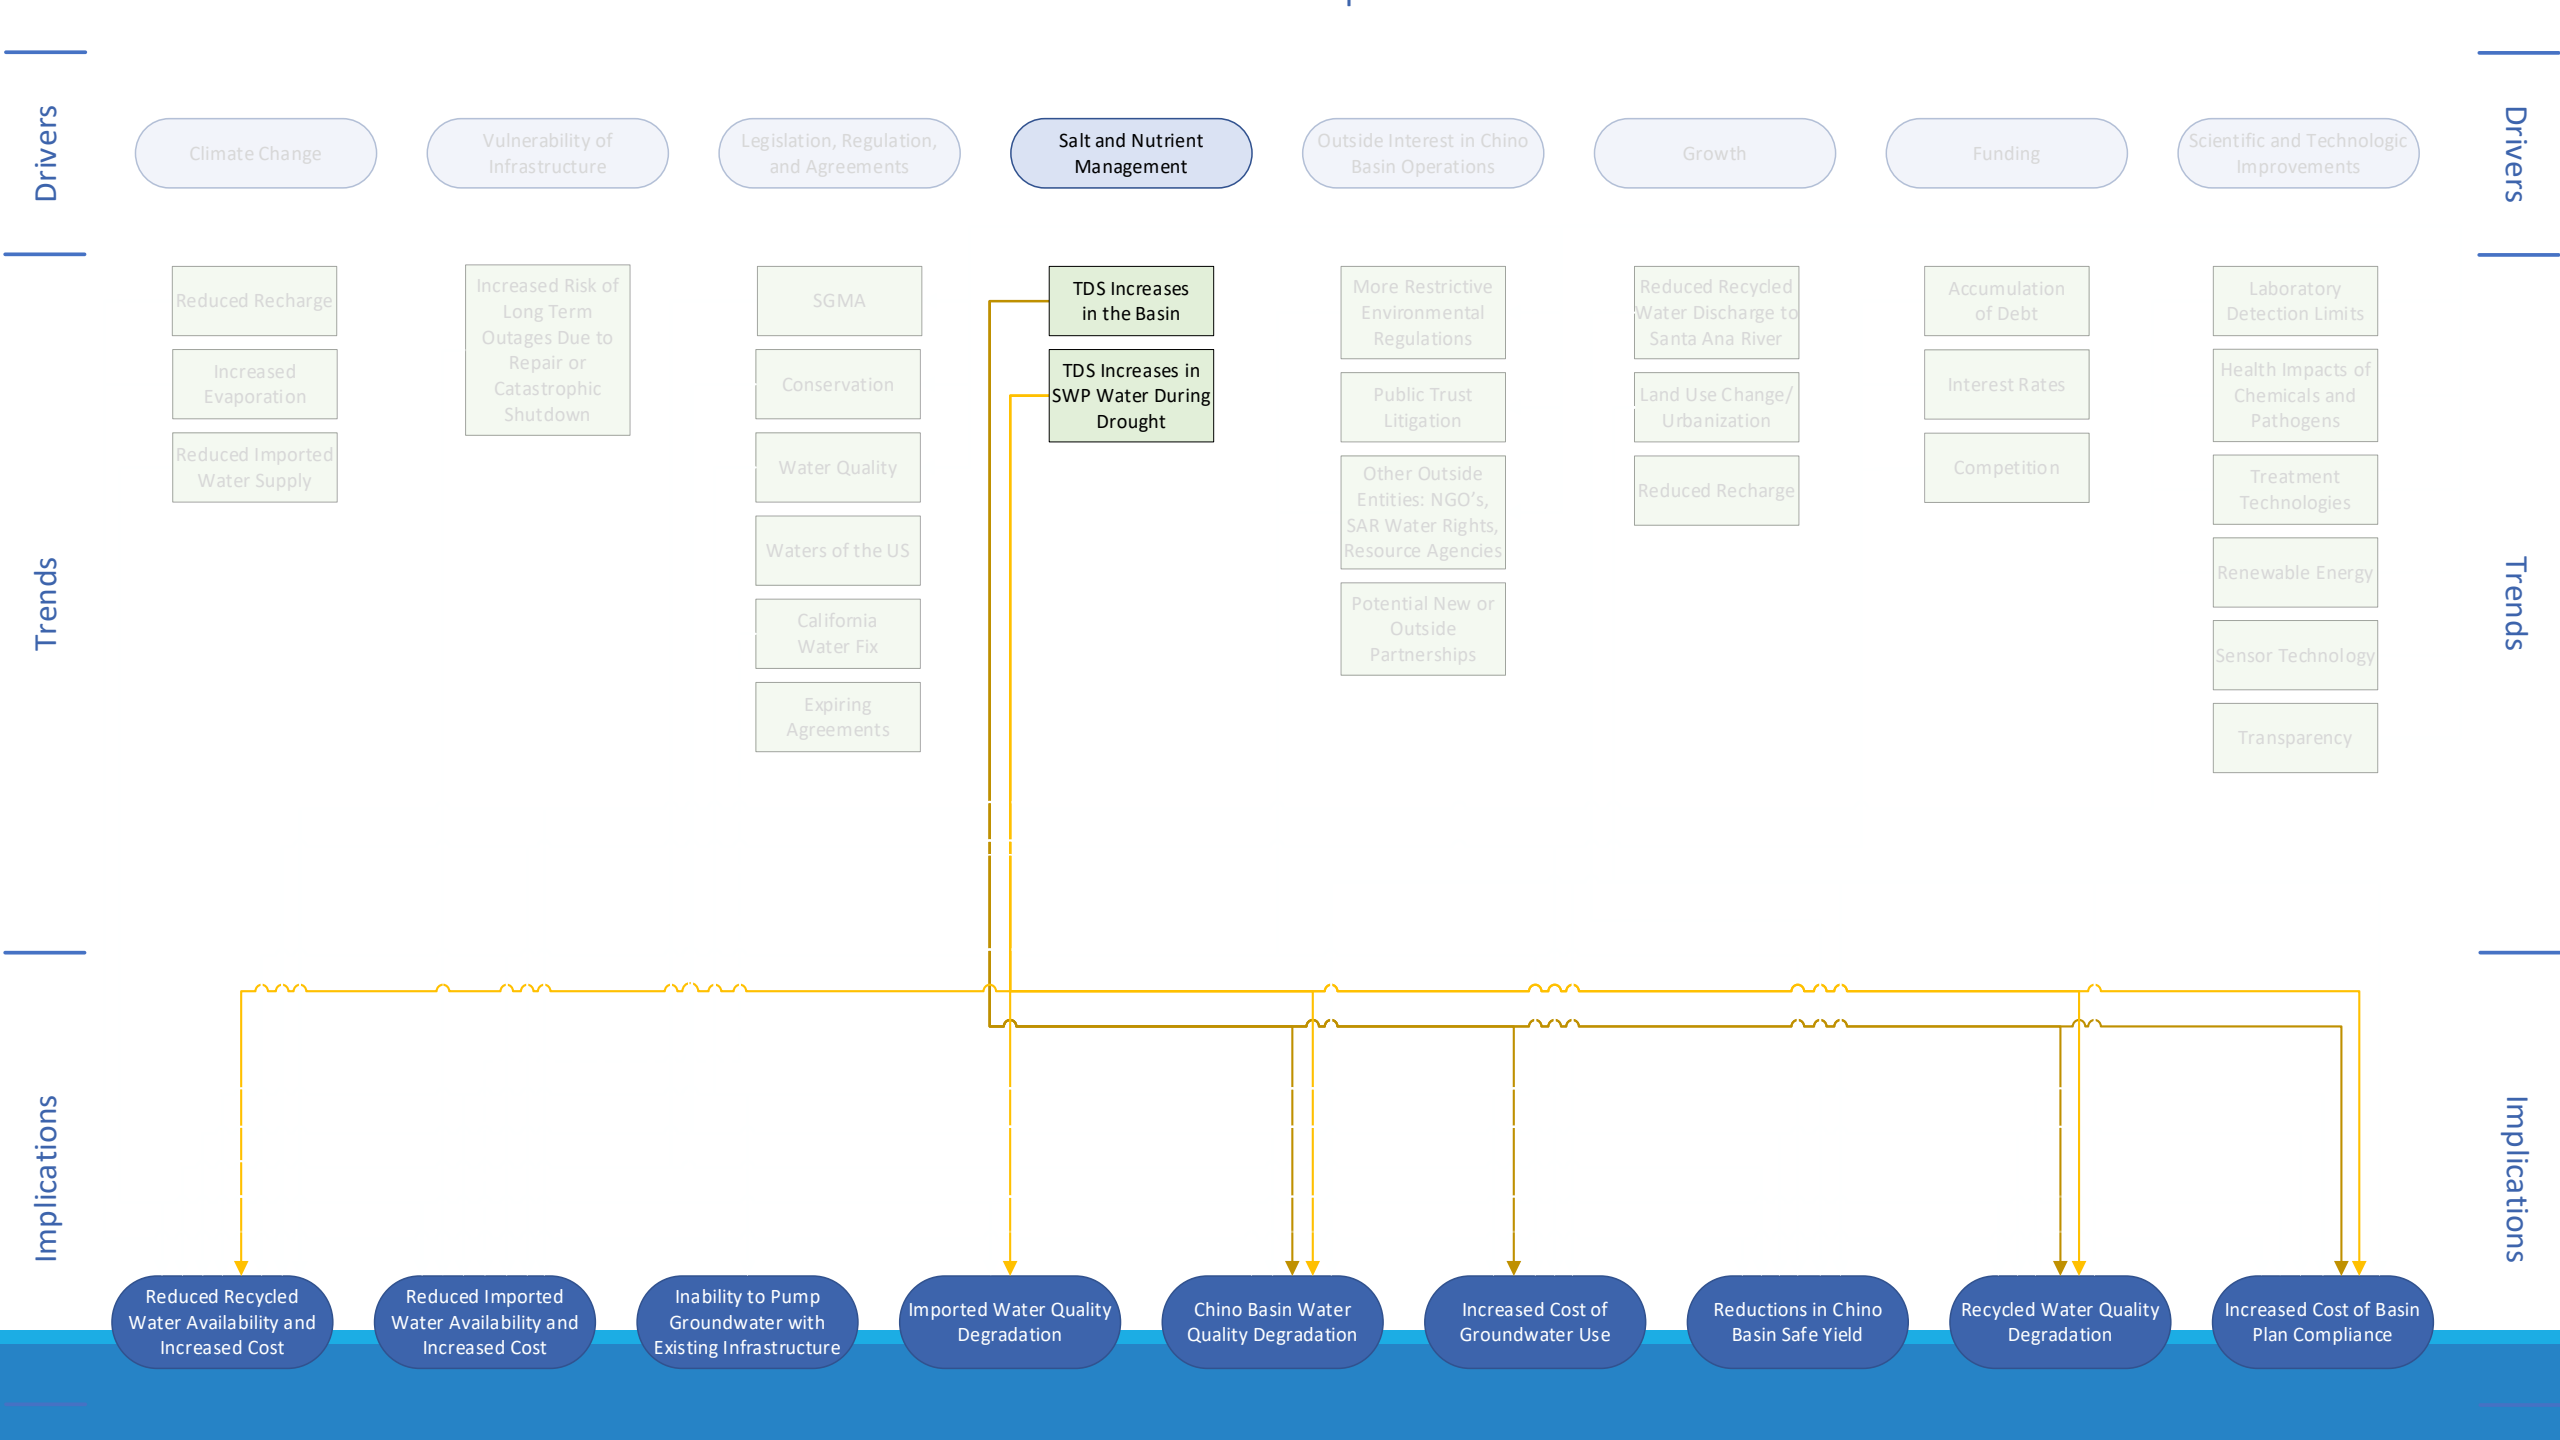 Drivers
Drivers
Climate Change
Vulnerability of
Infrastructure
Legislation, Regulation,
and Agreements
Salt and Nutrient
Management
Outside Interest in Chino
Basin Operations
Growth
Funding
Scientific and Technologic
Improvements
Trends
Trends
Reduced Recharge
Increased
Evaporation
Reduced Imported
Water Supply
Increased Risk of
Long Term
Outages Due to
Repair or
Catastrophic
Shutdown
SGMA
Conservation
Water Quality
Waters of the US
California
Water Fix
Expiring
Agreements
TDS Increases
in the Basin
TDS Increases in
SWP Water During
Drought
More Restrictive
Environmental
Regulations
Public Trust
Litigation
Other Outside
Entities: NGO’s,
SAR Water Rights,
Resource Agencies
Potential New or
Outside
Partnerships
Reduced Recycled
Water Discharge to
Santa Ana River
Land Use Change/
Urbanization
Reduced Recharge
Accumulation
of Debt
Interest Rates
Competition
Laboratory
Detection Limits
Health Impacts of
Chemicals and
Pathogens
Treatment
Technologies
Renewable Energy
Sensor Technology
Transparency
Implications
Implications
Reduced Recycled
Water Availability and
Increased Cost
Reduced Imported
Water Availability and
Increased Cost
Inability to Pump
Groundwater with
Existing Infrastructure
Imported Water Quality
Degradation
Chino Basin Water
Quality Degradation
Increased Cost of
Groundwater Use
Reductions in Chino
Basin Safe Yield
Recycled Water Quality
Degradation
Increased Cost of Basin
Plan Compliance